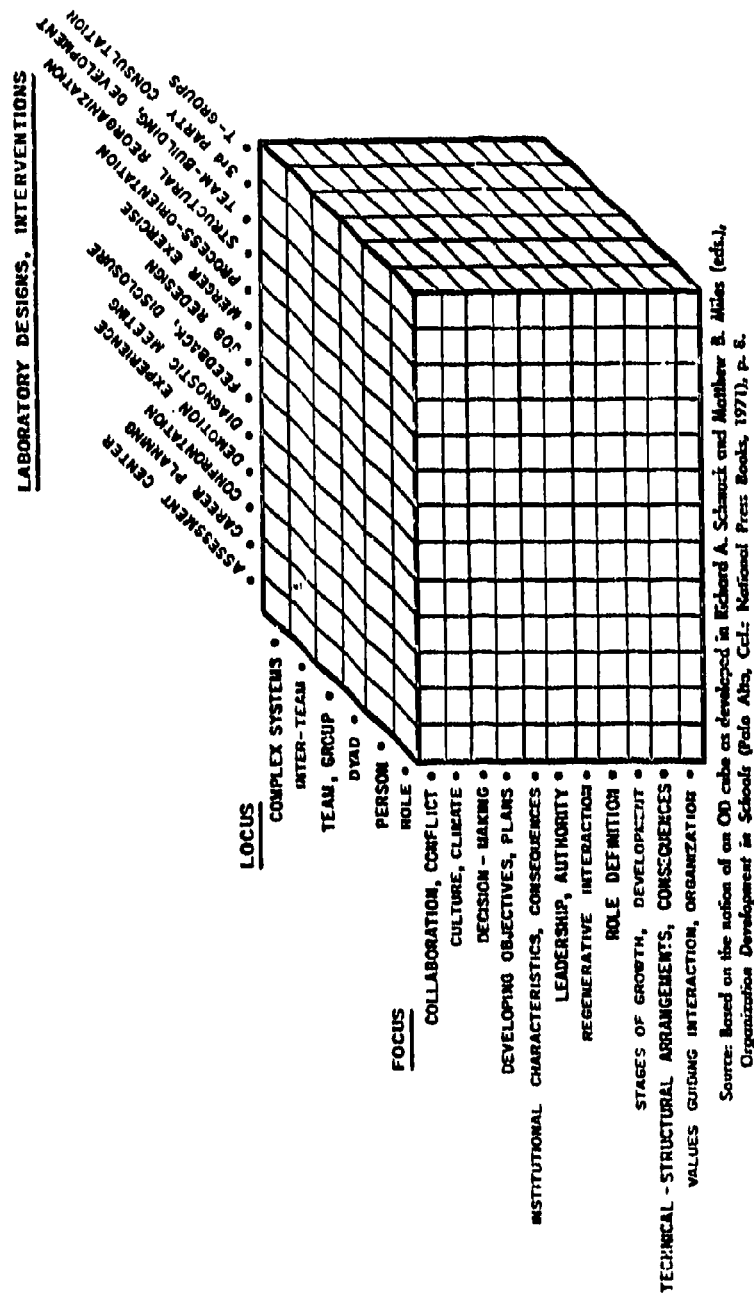 LABORATORY DESIGNS, INTERVENTIONS
ASSESSMENT CENTER
CAREER PLANNING
CONFRONTATION
DEMOTION EXPERIENCE
DIAGNOSTIC MEETING
FEEDBACK, DISCLOSURE
JOB REDESIGN
MERGER EXERCISE
PROCESS-ORIENTATION
STRUCTURAL REORGANIZATION
TEAM-BUILDING, DEVELOPMENT
3rd PARTY CONSULTATION
T-GROUPS
LOCUS
COMPLEX SYSTEMS
INTER-TEAM
TEAM, GROUP
DYAD
PERSON
ROLE
FOCUS
COLLABORATION, CONFLICT
CULTURE, CLIMATE
DECISION-MAKING
DEVELOPING OBJECTIVES, PLANS
INSTITUTIONAL CHARACTERISTICS, CONSEQUENCES
LEADERSHIP, AUTHORITY
REGENERATIVE INTERACTION
ROLE DEFINITION
STAGES OF GROWTH, DEVELOPMENT
TECHNICAL-STRUCTURAL ARRANGEMENTS, CONSEQUENCES
VALUES GUIDING INTERACTION, ORGANIZATION
Source: Based on the notion of an OD cube as developed in Richard A. Schmuck and Matthew B. Miles (eds.),
Organization Development in Schools (Palo Alto, Cal.: National Press Books, 1971), p. 8.